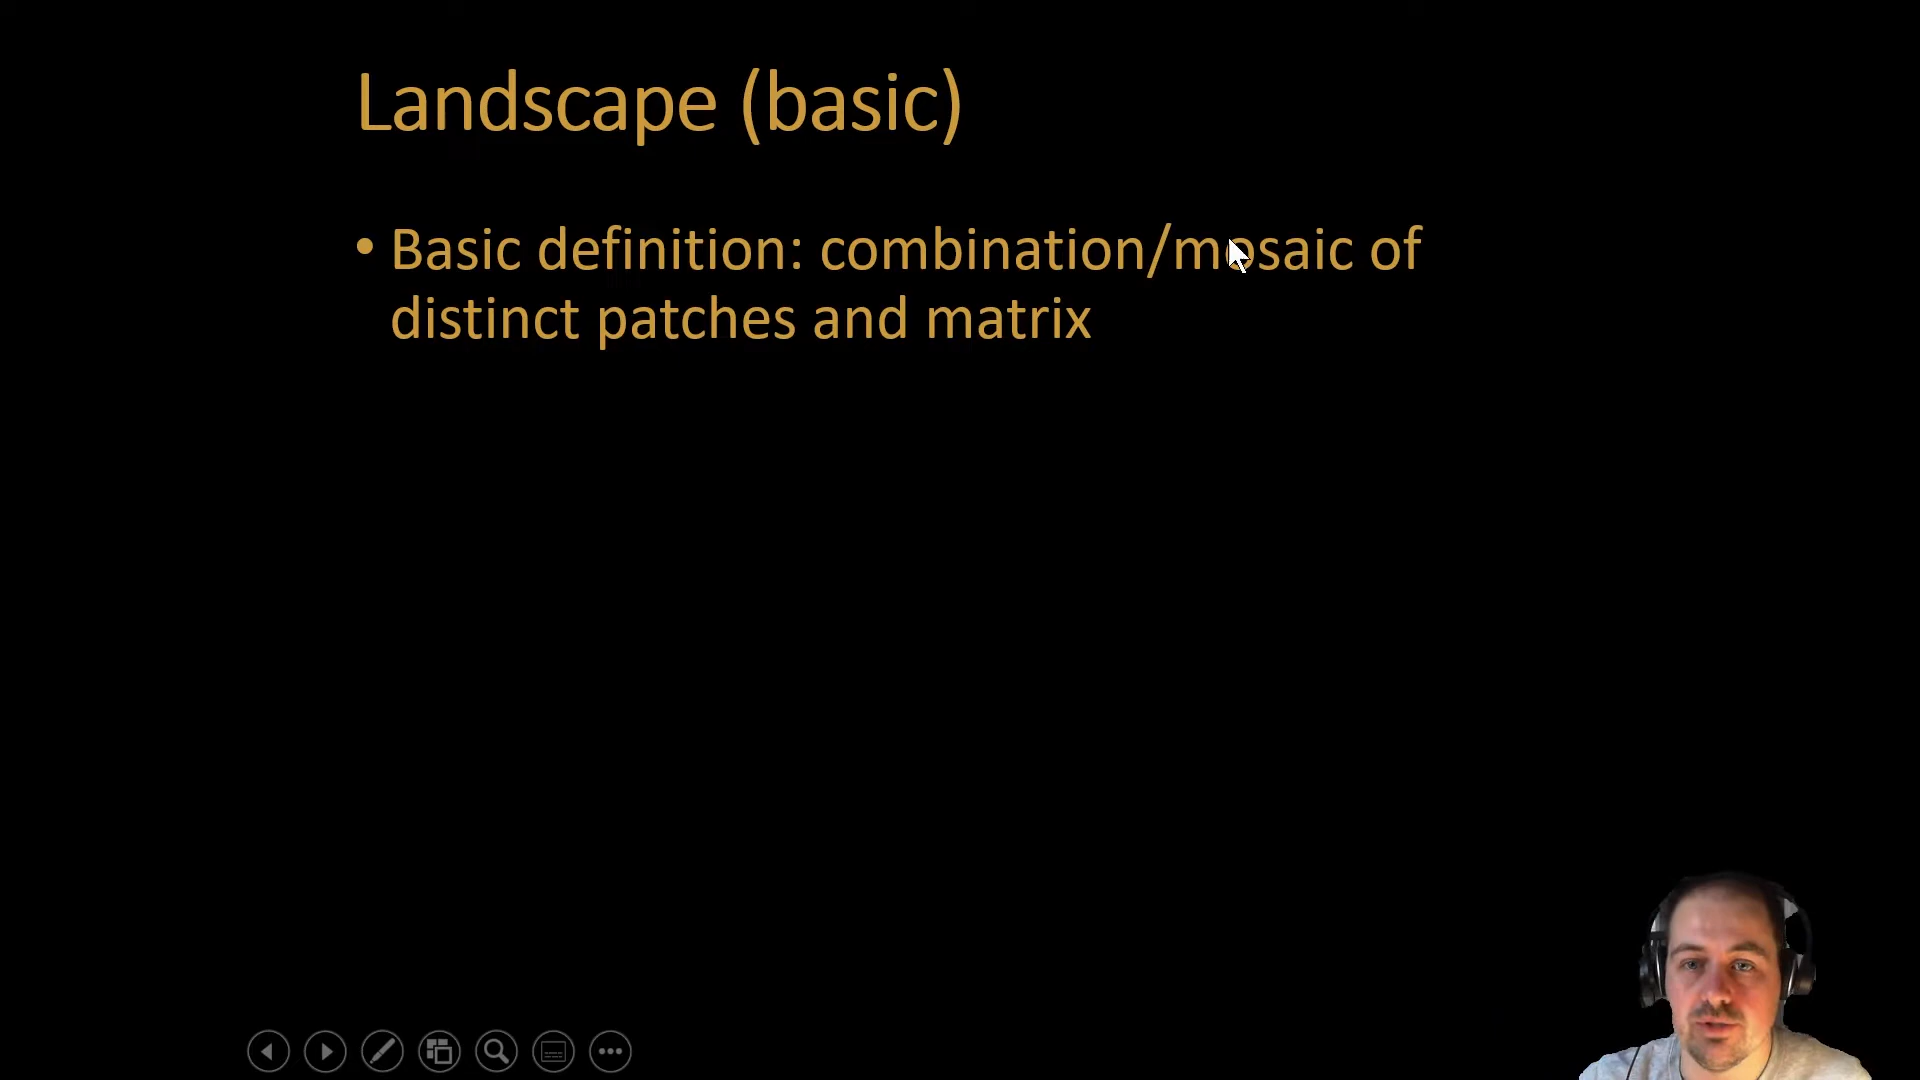 Landscape (basic)
• Basic definition: combination/mosaic of
distinct patches and matrix